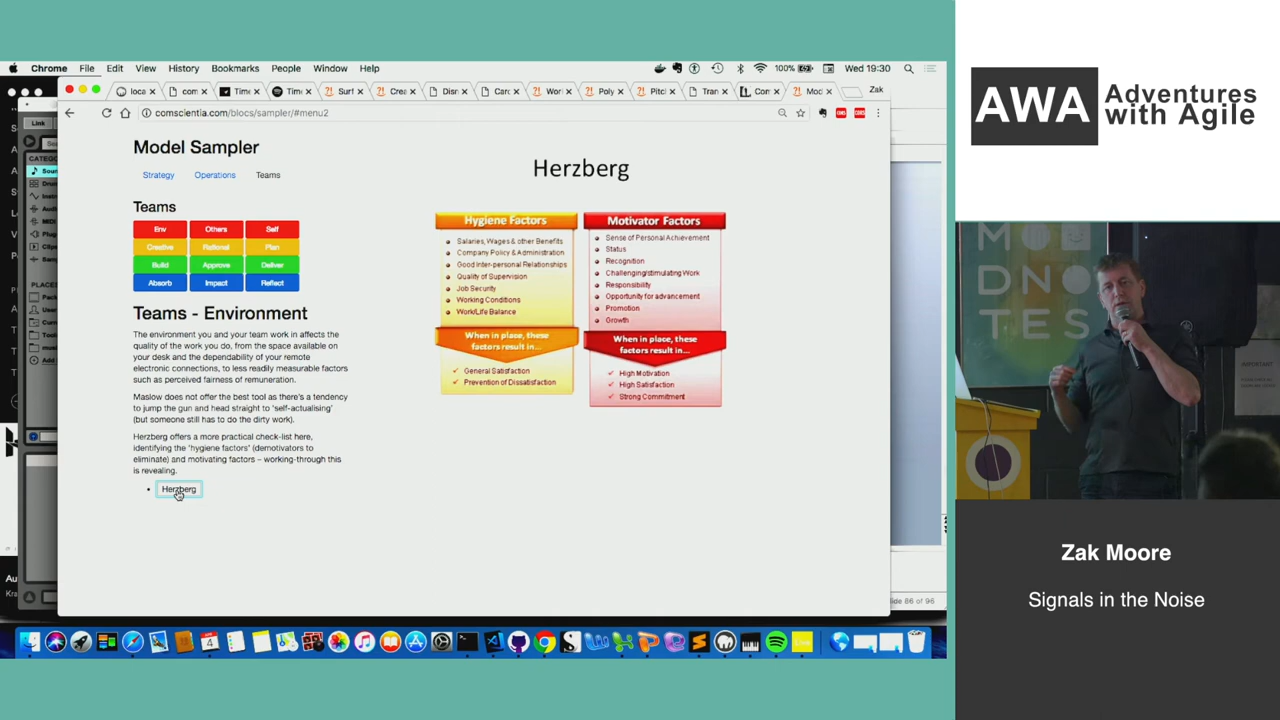 Chrome File Edit View History Bookmarks People Window Help
100%
Wed 19:30
Zak
comscientia.com/blocs/sampler/#menu2
Link
Model Sampler
Strategy Operations Teams
Teams
Env Others Self
Creative Rational Plan
Build Approve Deliver
Absorb Impact Reflect
Teams - Environment
The environment you and your team work in affects the
quality of the work you do, from the space available on
your desk and the dependability of your remote
electronic connections, to less readily measurable factors
such as perceived fairness of remuneration.
Maslow does not offer the best tool as there's a tendency
to jump the gun and head straight to 'self-actualising'
(but someone still has to do the dirty work).
Herzberg offers a more practical check-list here,
identifying the 'hygiene factors' (demotivators to
eliminate) and motivating factors – working-through this
is revealing.
Herzberg
Herzberg
Hygiene Factors
Salaries, Wages & other Benefits
Company Policy & Administration
Good Inter-personal Relationships
Quality of Supervision
Job Security
Working Conditions
Work/Life Balance
When in place, these
factors result in...
General Satisfaction
Prevention of Dissatisfaction
Motivator Factors
Sense of Personal Achievement
Status
Recognition
Challenging/stimulating Work
Responsibility
Opportunity for advancement
Promotion
Growth
When in place, these
factors result in...
High Motivation
High Satisfaction
Strong Commitment
Slide 86 of 96
AWA
Adventures
with Agile
DNO
TES
IMPORTANT
Zak Moore
Signals in the Noise